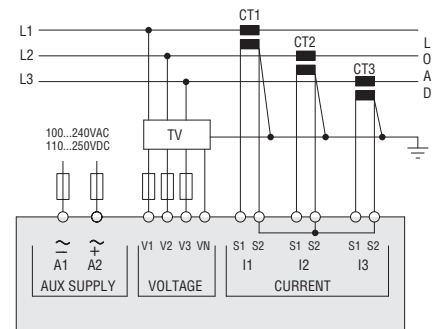 CT1
L1
L2
CT2
L
O
A
D
L3
CT3
100...240VAC
110...250VDC
TV
V1 V2 V3 VN
S1 S2 S1 S2 S1 S2
A1 A2
I1 I2 I3
AUX SUPPLY VOLTAGE CURRENT